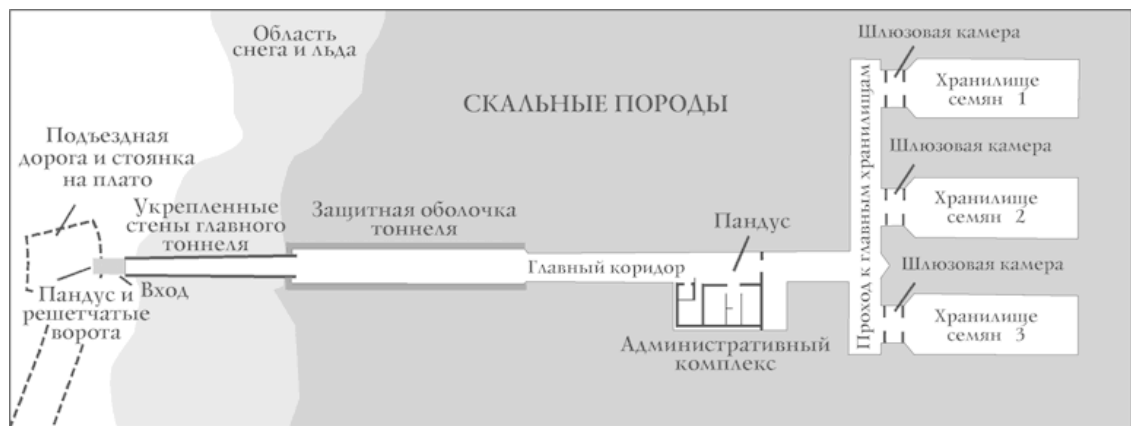 Область
снега и льда
СКАЛЬНЫЕ ПОРОДЫ
Шлюзовая камера
Хранилище
семян 1
Подъездная
дорога и стоянка
на плато
Укрепленные
стены главного
тоннеля
Защитная оболочка
тоннеля
Пандус
Шлюзовая камера
Хранилище
семян 2
Проход к главным хранилищам
Главный коридор
Шлюзовая камера
Пандус и
решетчатые
ворота
Вход
Административный
комплекс
Хранилище
семян 3